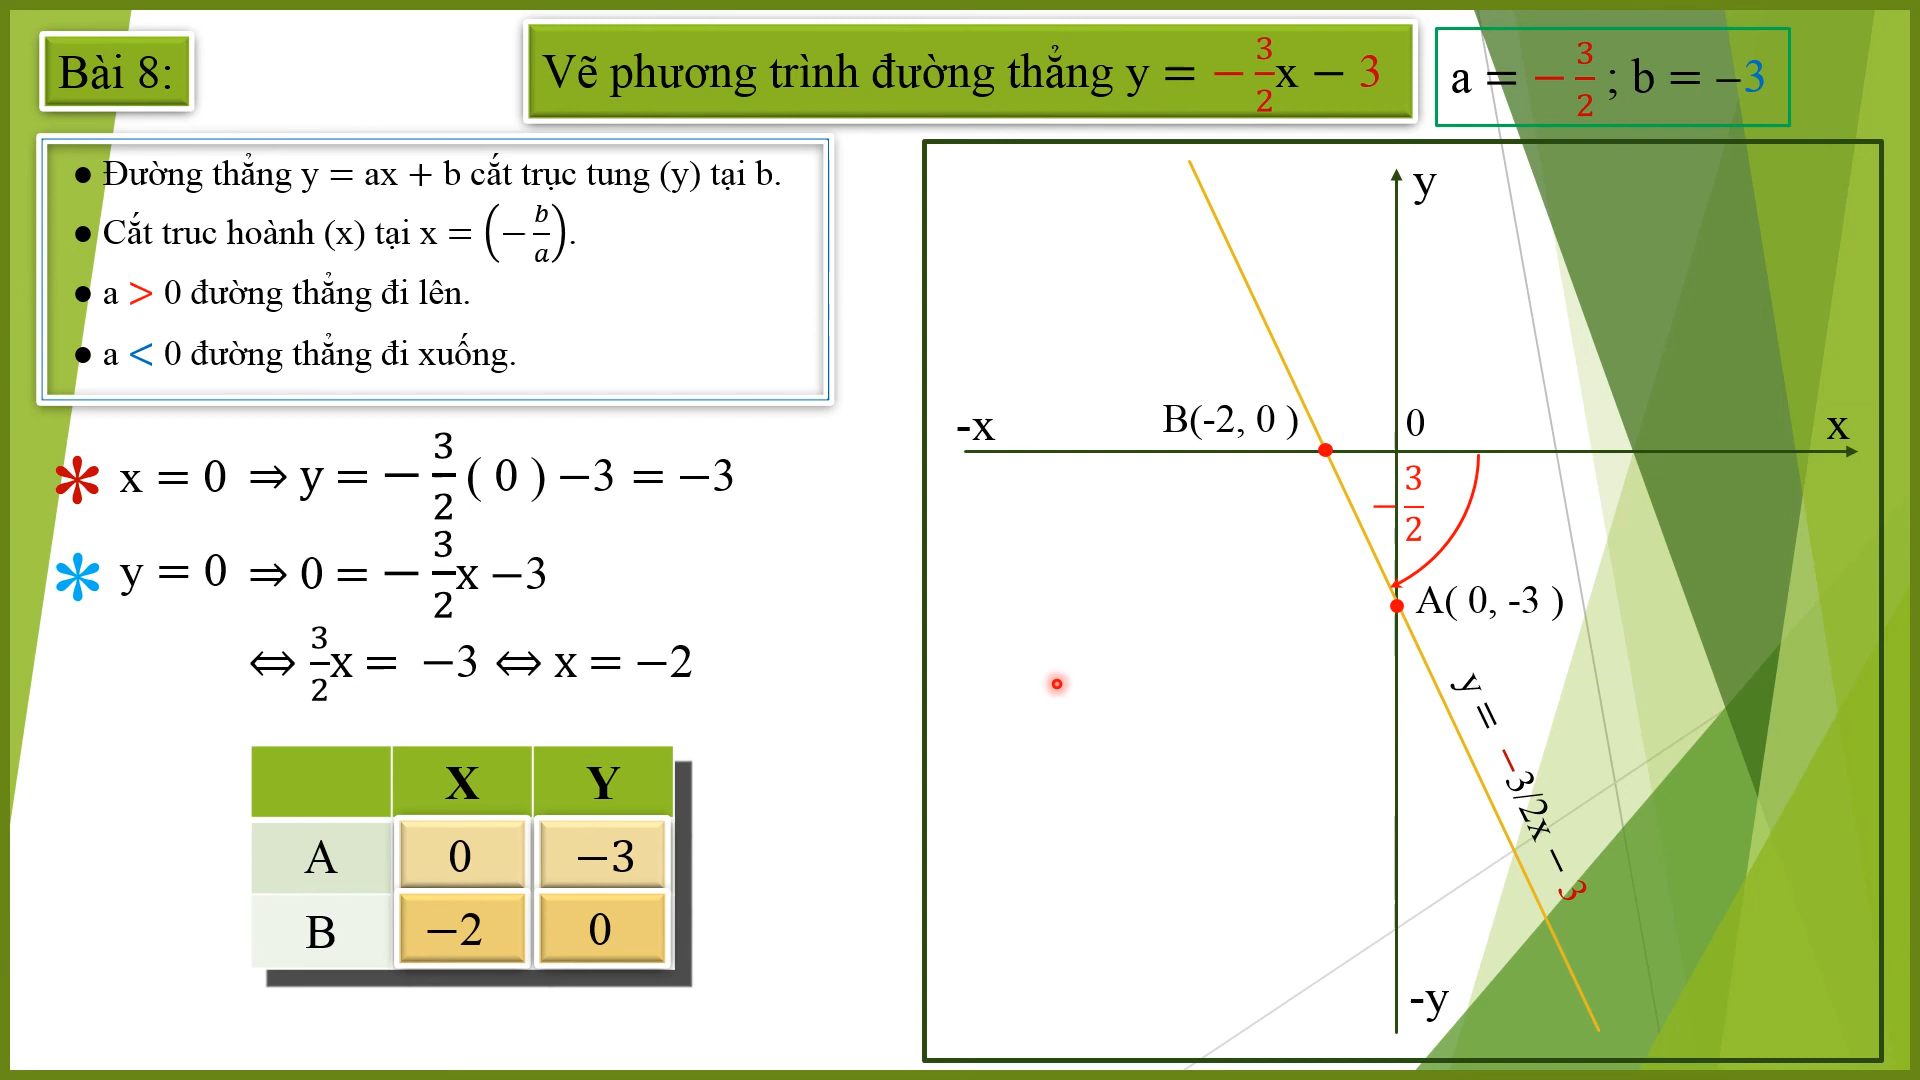 Bài 8:
Vẽ phương trình đường thẳng y = − 3/2 x − 3
a = − 3/2 ; b = −3
● Đường thẳng y = ax + b cắt trục tung (y) tại b.
● Cắt truc hoành (x) tại x = (− b/a).
● a > 0 đường thẳng đi lên.
● a < 0 đường thẳng đi xuống.
* x = 0 ⇒ y = − 3/2 ( 0 ) −3 = −3
* y = 0 ⇒ 0 = − 3/2 x −3
⇔ 3/2 x = −3 ⇔ x = −2
X Y
A 0 −3
B −2 0
y
B(-2, 0 )
0
-x
x
− 3/2
A( 0, -3 )
y = −3/2x − 3
-y